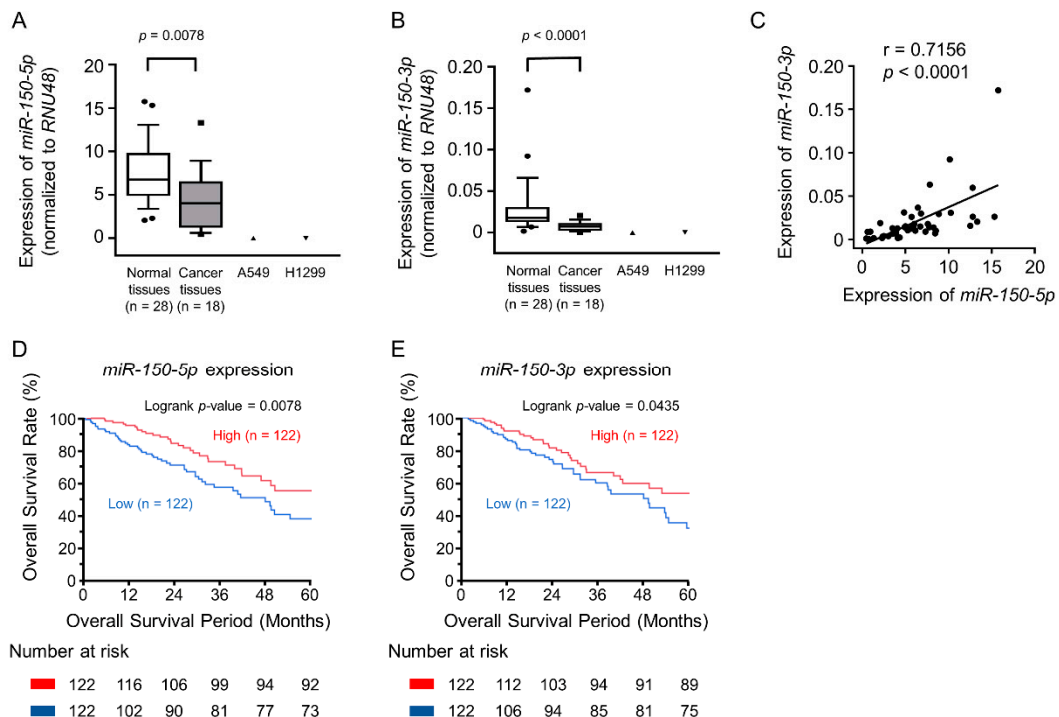 A
p = 0.0078
Expression of miR-150-5p
(normalized to RNU48)
20
15
10
5
0
Normal tissues (n = 28)
Cancer tissues (n = 18)
A549
H1299
B
p < 0.0001
Expression of miR-150-3p
(normalized to RNU48)
0.20
0.15
0.10
0.05
0
Normal tissues (n = 28)
Cancer tissues (n = 18)
A549
H1299
C
r = 0.7156
p < 0.0001
Expression of miR-150-3p
0.20
0.15
0.10
0.05
0.00
0 5 10 15 20
Expression of miR-150-5p
D
miR-150-5p expression
Logrank p-value = 0.0078
Overall Survival Rate (%)
100
80
60
40
20
0
High (n = 122)
Low (n = 122)
0 12 24 36 48 60
Overall Survival Period (Months)
Number at risk
122 116 106 99 94 92
122 102 90 81 77 73
E
miR-150-3p expression
Logrank p-value = 0.0435
Overall Survival Rate (%)
100
80
60
40
20
0
High (n = 122)
Low (n = 122)
0 12 24 36 48 60
Overall Survival Period (Months)
Number at risk
122 112 103 94 91 89
122 106 94 85 81 75